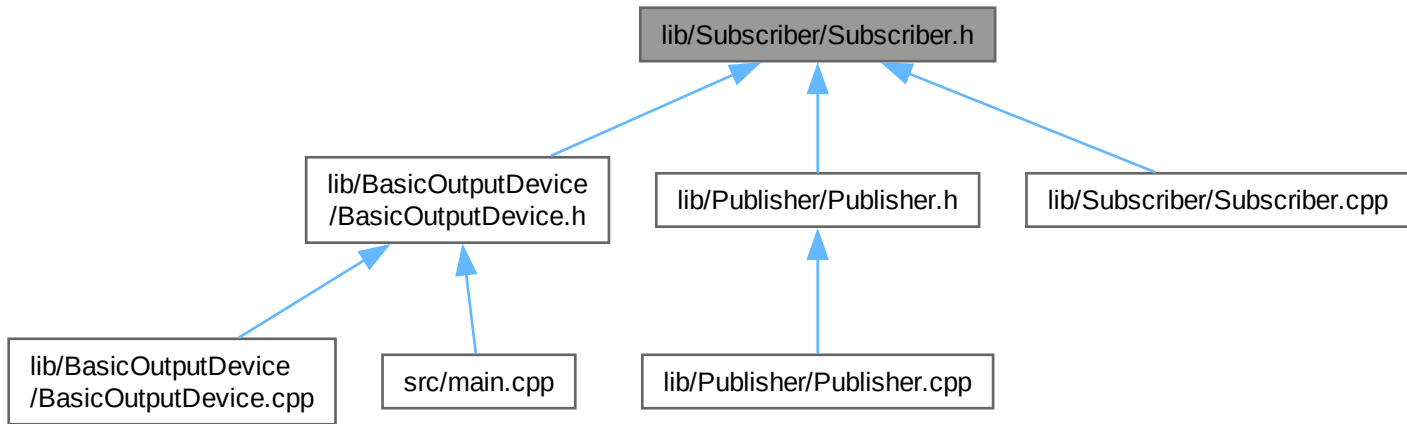 lib/Subscriber/Subscriber.h
lib/BasicOutputDevice
/BasicOutputDevice.h
lib/Publisher/Publisher.h
lib/Subscriber/Subscriber.cpp
lib/BasicOutputDevice
/BasicOutputDevice.cpp
src/main.cpp
lib/Publisher/Publisher.cpp